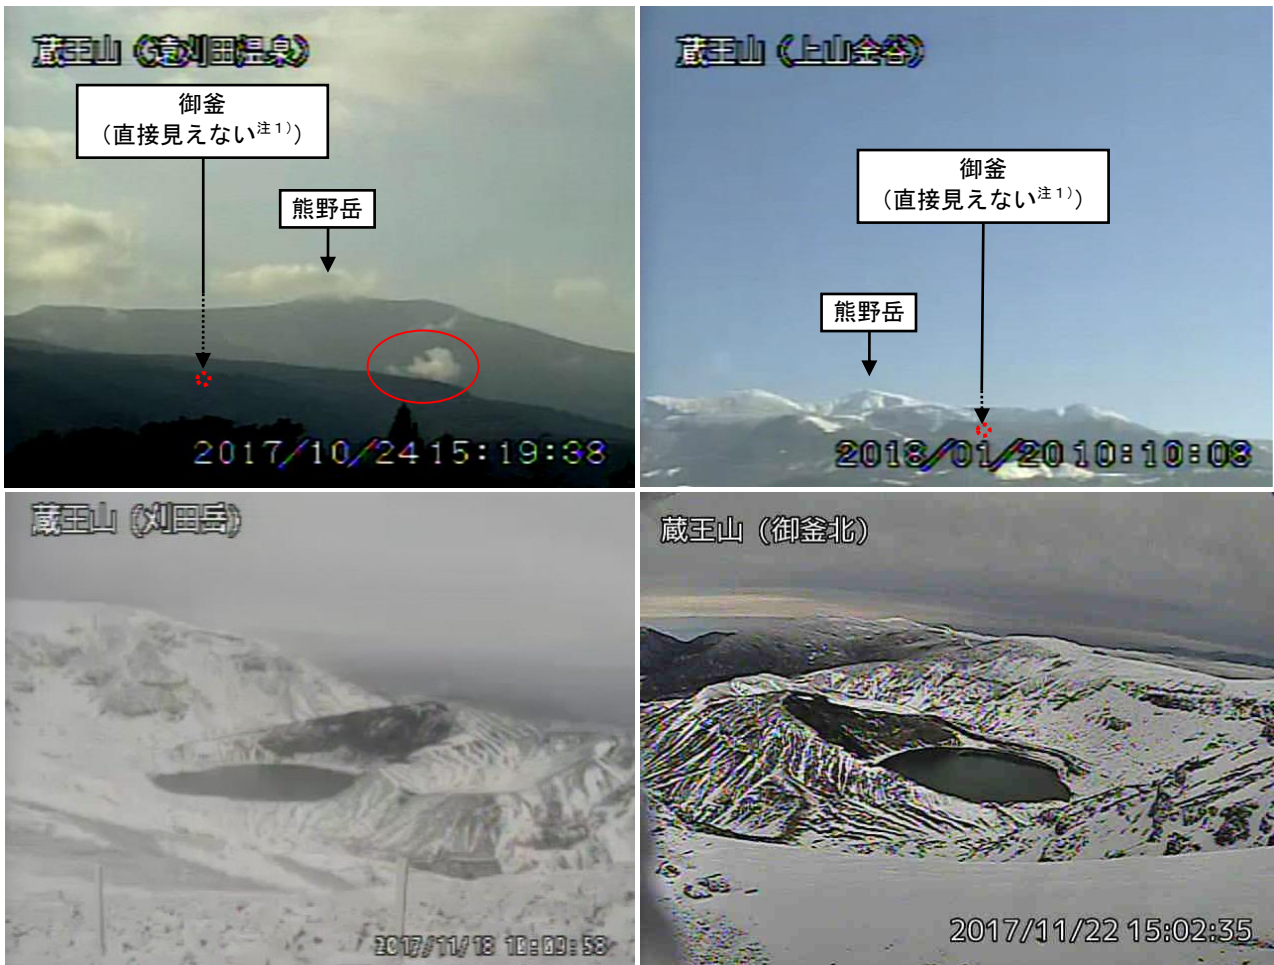 蔵王山（遠刈田温泉）
御釜
（直接見えない注1)）
熊野岳
2017/10/24 15:19:38
蔵王山（上山金谷）
御釜
（直接見えない注1)）
熊野岳
2018/01/20 10:10:08
蔵王山（刈田岳）
2017/11/18 10:09:58
蔵王山（御釜北）
2017/11/22 15:02:35